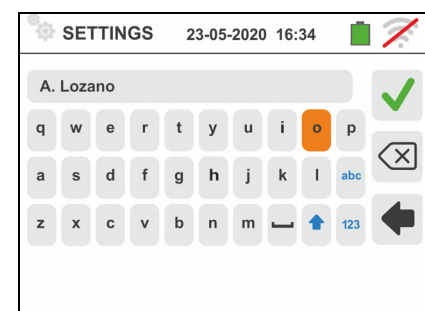 SETTINGS 23-05-2020 16:34
A. Lozano
q w e r t y u i o p
a s d f g h j k l abc
z x c v b n m 123